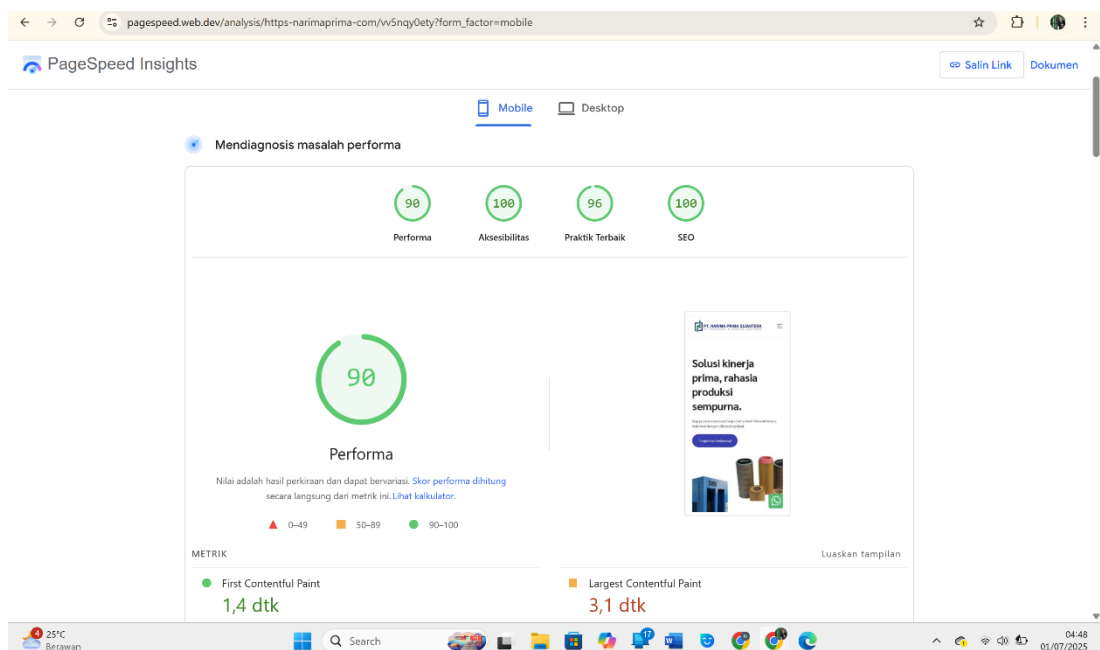 pagespeed.web.dev/analysis/https-narimaprima-com/vv5nqy0ety?form_factor=mobile
PageSpeed Insights
Salin Link
Dokumen
Mobile
Desktop
Mendiagnosis masalah performa
90
100
96
100
Performa
Aksesibilitas
Praktik Terbaik
SEO
90
Performa
Nilai adalah hasil perkiraan dan dapat bervariasi. Skor performa dihitung
secara langsung dari metrik ini. Lihat kalkulator.
0–49
50–89
90–100
Solusi kinerja
prima, rahasia
produksi
sempurna.
METRIK
Luaskan tampilan
First Contentful Paint
1,4 dtk
Largest Contentful Paint
3,1 dtk
4
25°C
Berawan
Search
17
04:48
01/07/2025